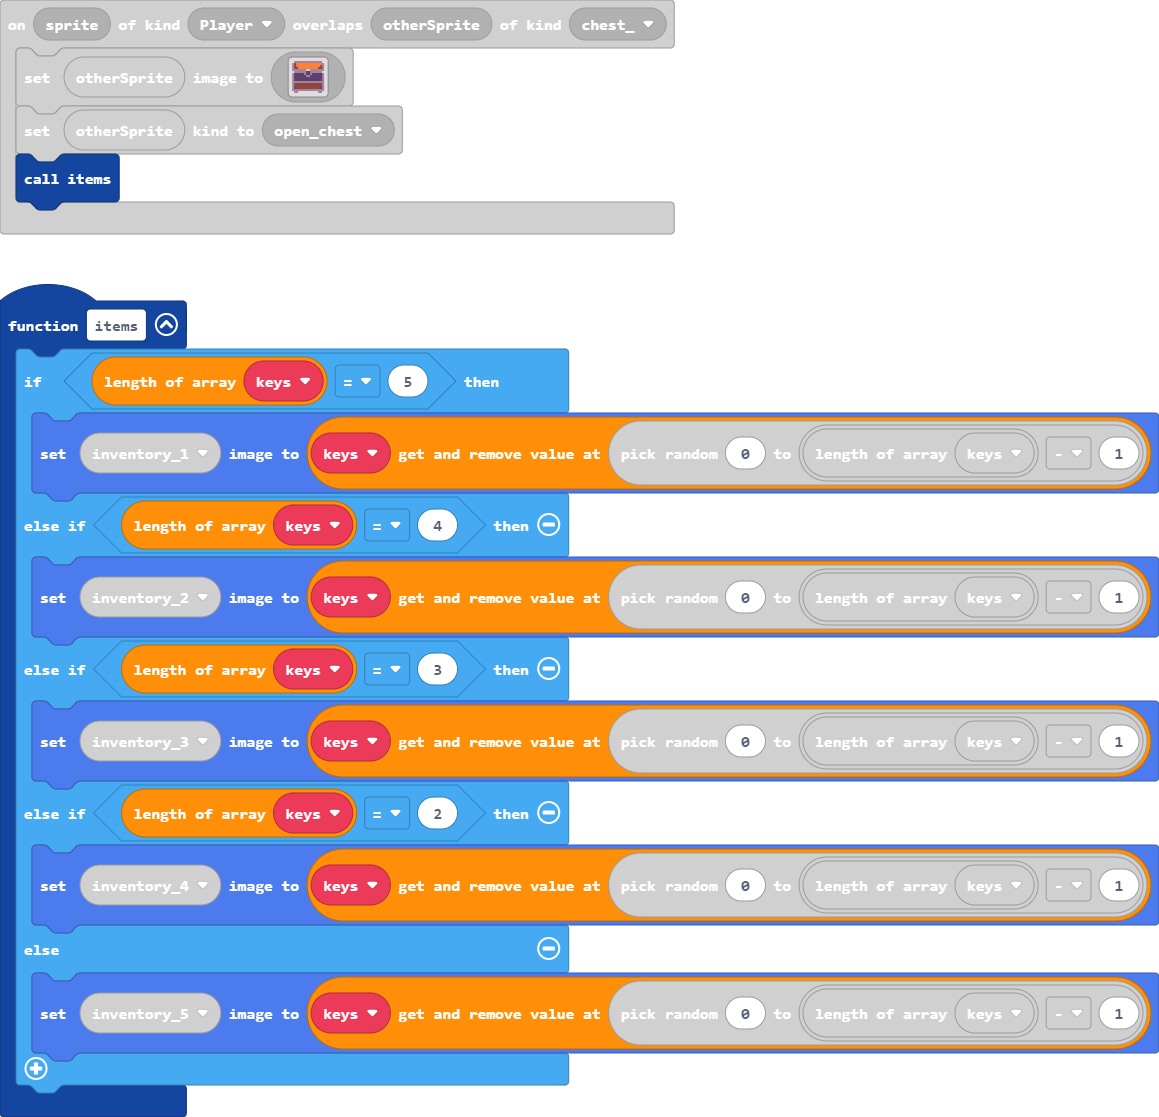 on sprite of kind Player overlaps otherSprite of kind chest_
set otherSprite image to
set otherSprite kind to open_chest
call items
function items
if length of array keys = 5 then
set inventory_1 image to keys get and remove value at pick random 0 to length of array keys - 1
else if length of array keys = 4 then
set inventory_2 image to keys get and remove value at pick random 0 to length of array keys - 1
else if length of array keys = 3 then
set inventory_3 image to keys get and remove value at pick random 0 to length of array keys - 1
else if length of array keys = 2 then
set inventory_4 image to keys get and remove value at pick random 0 to length of array keys - 1
else
set inventory_5 image to keys get and remove value at pick random 0 to length of array keys - 1